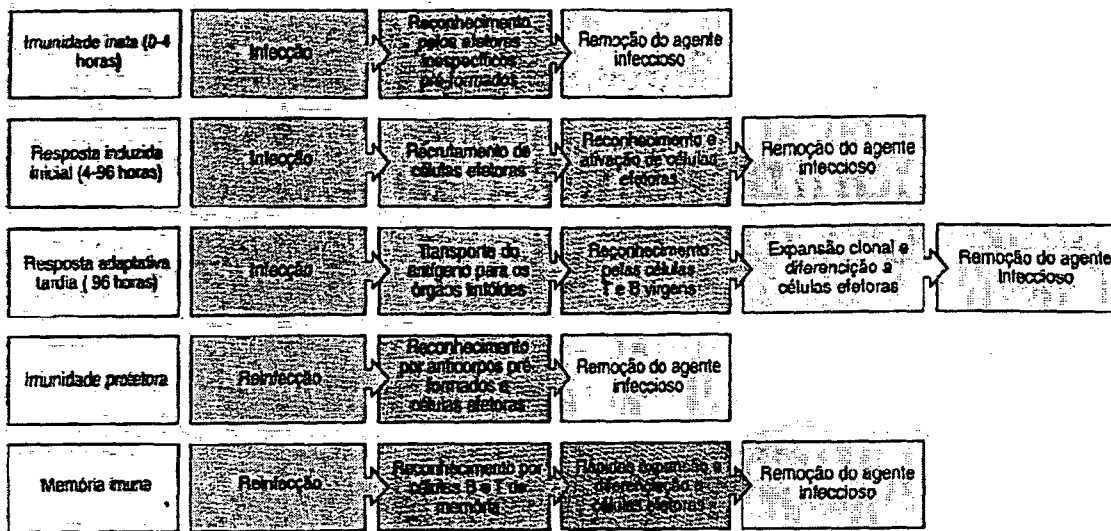 Imunidade inata (0-4
horas)
Infecção
Reconhecimento
pelos efetores
inespecíficos
pré-formados
Remoção do agente
infeccioso
Resposta induzida
inicial (4-96 horas)
Infecção
Recrutamento de
células efetoras
Reconhecimento e
ativação de células
efetoras
Remoção do agente
infeccioso
Resposta adaptativa
tardia ( 96 horas)
Infecção
Transporte do
antígeno para os
órgãos linfóides
Reconhecimento
pelas células
T e B virgens
Expansão clonal e
diferencição a
células efetoras
Remoção do agente
infeccioso
Imunidade protetora
Reinfecção
Reconhecimento
por anticorpos pré-
formados e
células efetoras
Remoção do agente
infeccioso
Memória imune
Reinfecção
Reconhecimento por
células B e T de
memória
Rápidas expansão e
diferenciação a
células efetoras
Remoção do agente
infeccioso